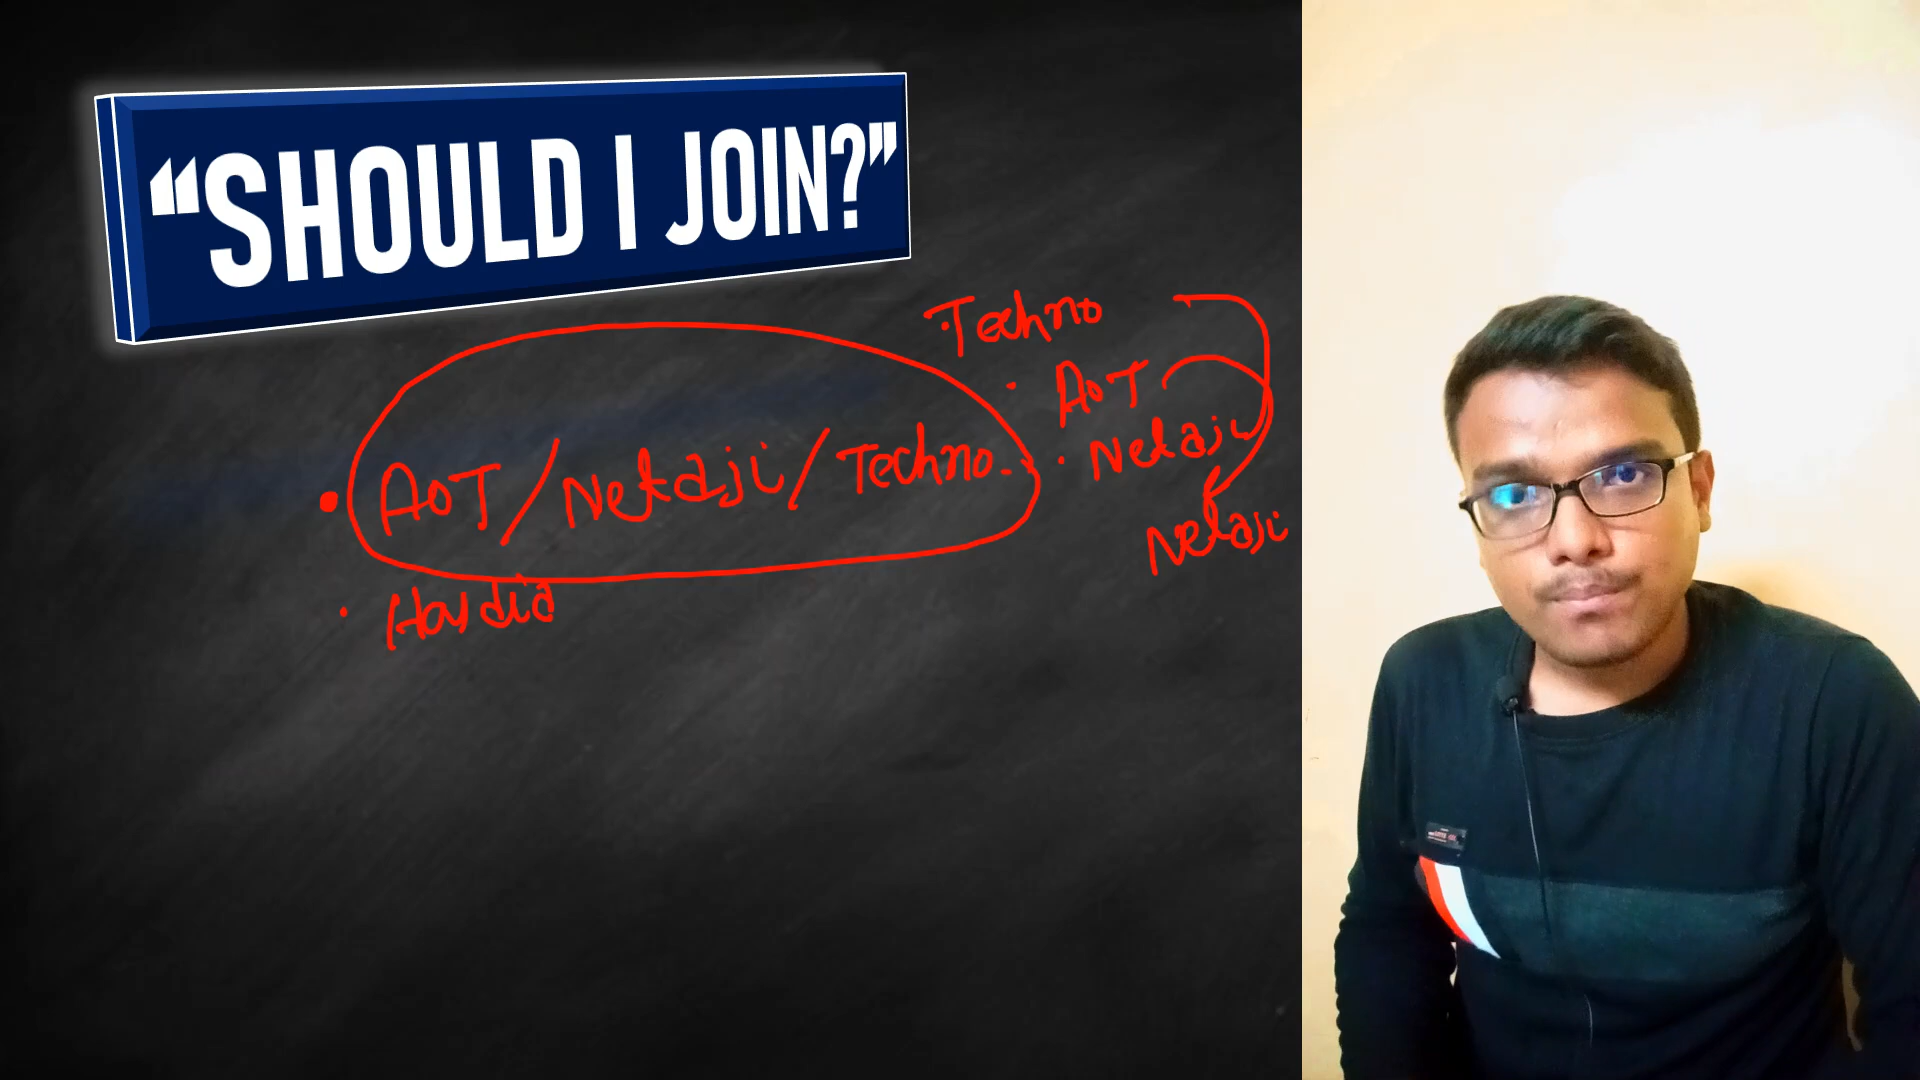 “SHOULD I JOIN?”
Techno
AOT
Netaji
AOT/Netaji/Techno
Netaji
Haldia